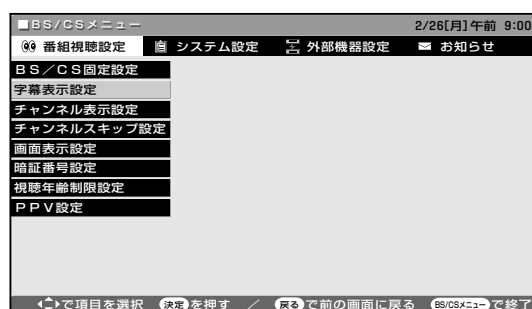 ■BS/CSメニュー 2/26[月]午前 9:00
番組視聴設定 システム設定 外部機器設定 お知らせ
BS/CS固定設定
字幕表示設定
チャンネル表示設定
チャンネルスキップ設定
画面表示設定
暗証番号設定
視聴年齢制限設定
PPV設定
で項目を選択 決定を押す / 戻るで前の画面に戻る BS/CSメニューで終了